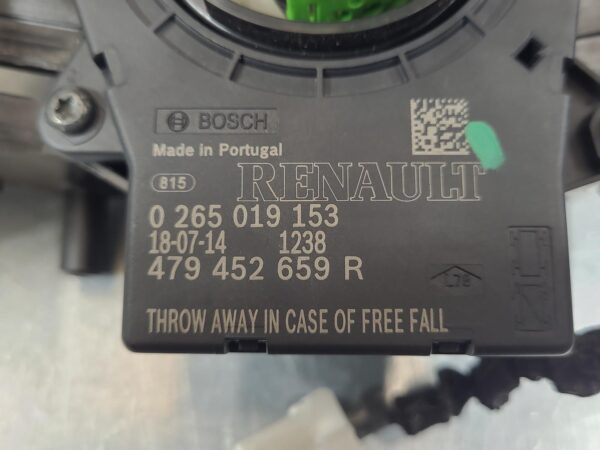 BOSCH
Made in Portugal
815 RENAULT
0 265 019 153
18-07-14 1238
479 452 659 R
THROW AWAY IN CASE OF FREE FALL